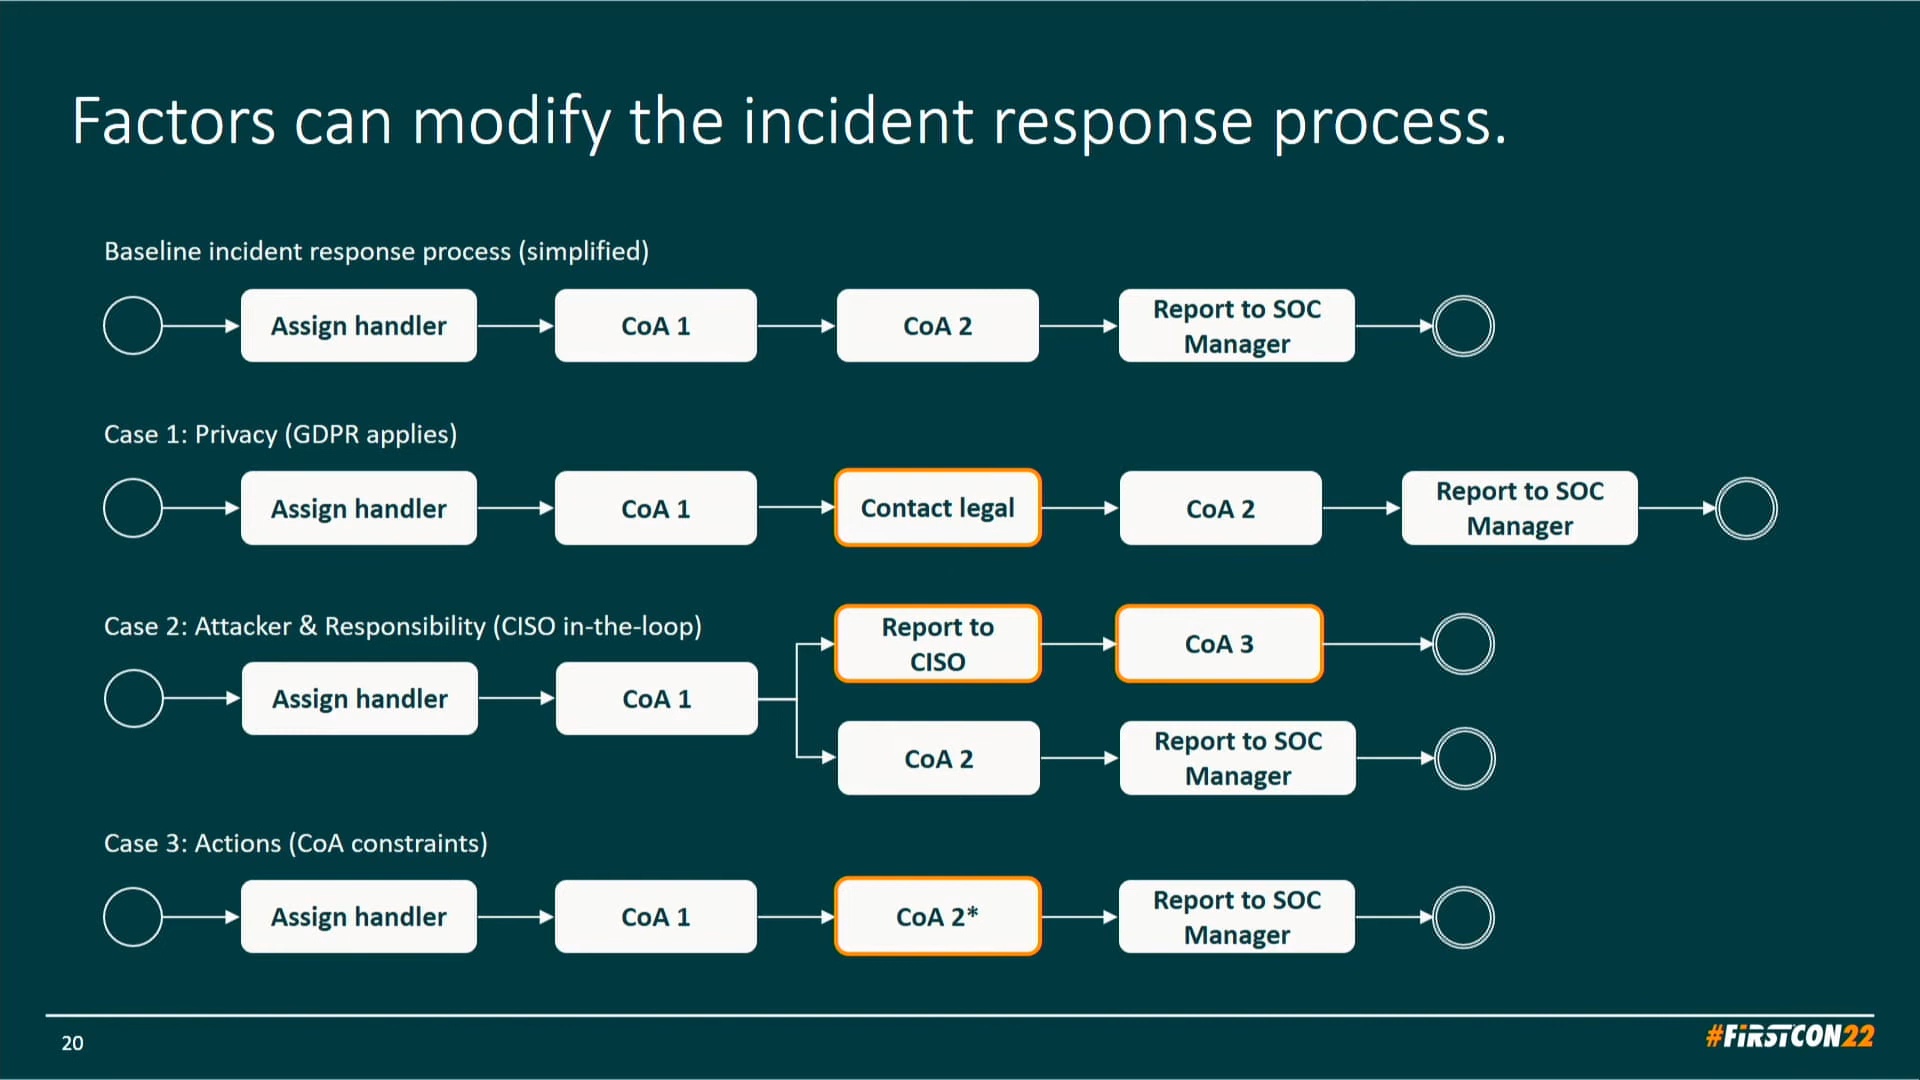 Factors can modify the incident response process.
Baseline incident response process (simplified)
Assign handler
CoA 1
CoA 2
Report to SOC
Manager
Case 1: Privacy (GDPR applies)
Assign handler
CoA 1
Contact legal
CoA 2
Report to SOC
Manager
Case 2: Attacker & Responsibility (CISO in-the-loop)
Assign handler
CoA 1
Report to
CISO
CoA 3
CoA 2
Report to SOC
Manager
Case 3: Actions (CoA constraints)
Assign handler
CoA 1
CoA 2*
Report to SOC
Manager
20
#FiRSTCON22